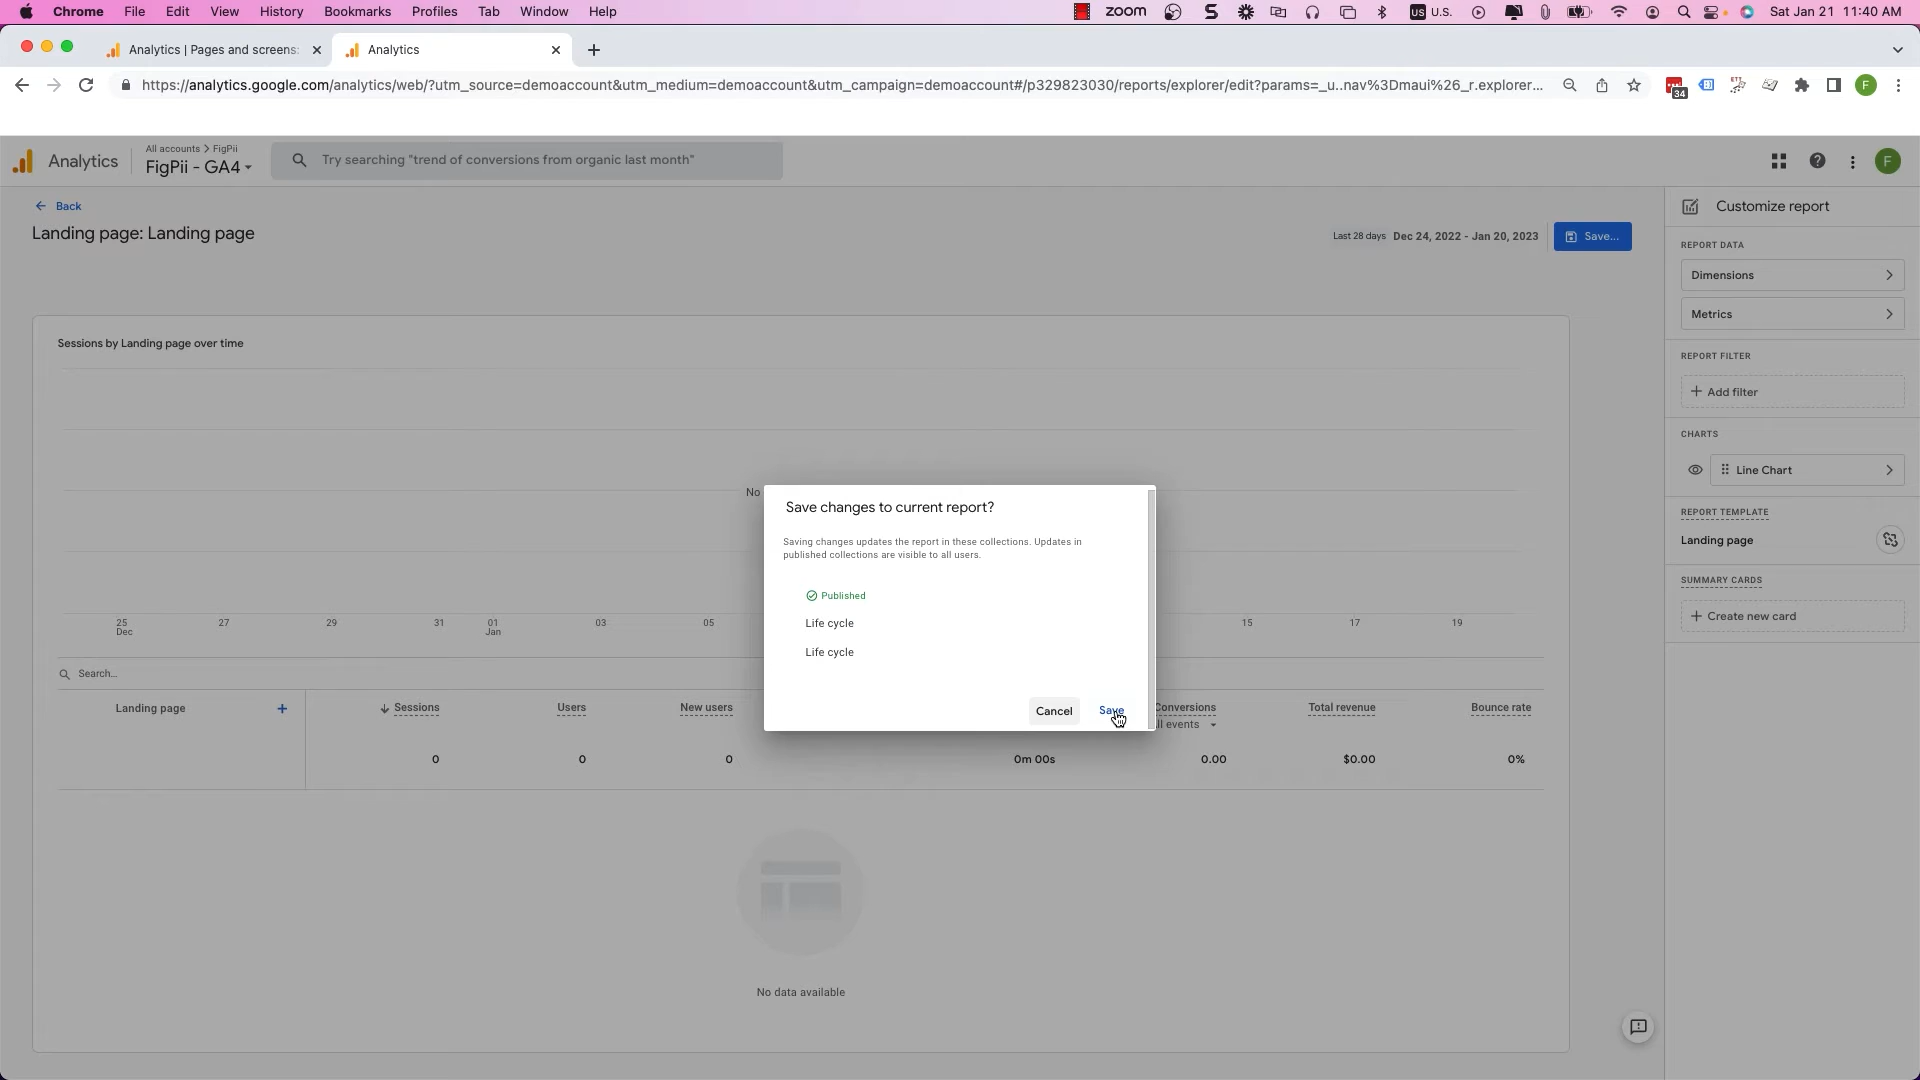 Chrome File Edit View History Bookmarks Profiles Tab Window Help zoom US U.S. Sat Jan 21 11:40 AM
Analytics | Pages and screens: Analytics
https://analytics.google.com/analytics/web/?utm_source=demoaccount&utm_medium=demoaccount&utm_campaign=demoaccount#/p329823030/reports/explorer/edit?params=_u..nav%3Dmaui%26_r.explorer... 34 F
All accounts > FigPii
Analytics FigPii - GA4 Try searching "trend of conversions from organic last month" F
Back
Customize report
Landing page: Landing page
Last 28 days Dec 24, 2022 - Jan 20, 2023 Save...
REPORT DATA
Dimensions
Metrics
REPORT FILTER
Add filter
CHARTS
Line Chart
REPORT TEMPLATE
Landing page
SUMMARY CARDS
Create new card
Sessions by Landing page over time
No
25 27 29 31 01 03 05 15 17 19
Dec Jan
Save changes to current report?
Saving changes updates the report in these collections. Updates in
published collections are visible to all users.
Published
Life cycle
Life cycle
Cancel Save
Search...
Landing page Sessions Users New users Conversions Total revenue Bounce rate
ll events
0 0 0 0m 00s 0.00 $0.00 0%
No data available